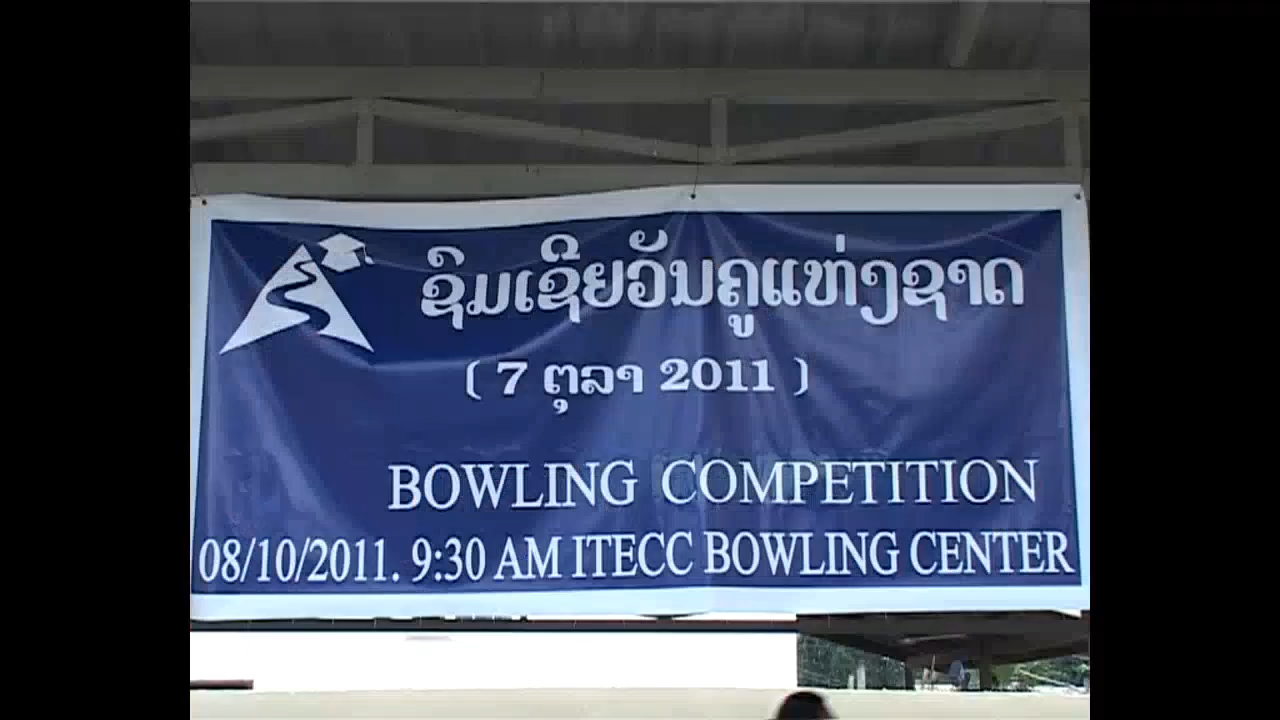 ຊົມເຊີຍວັນຄູແຫ່ງຊາດ
( 7 ຕຸລາ 2011 )
BOWLING COMPETITION
08/10/2011. 9:30 AM ITECC BOWLING CENTER